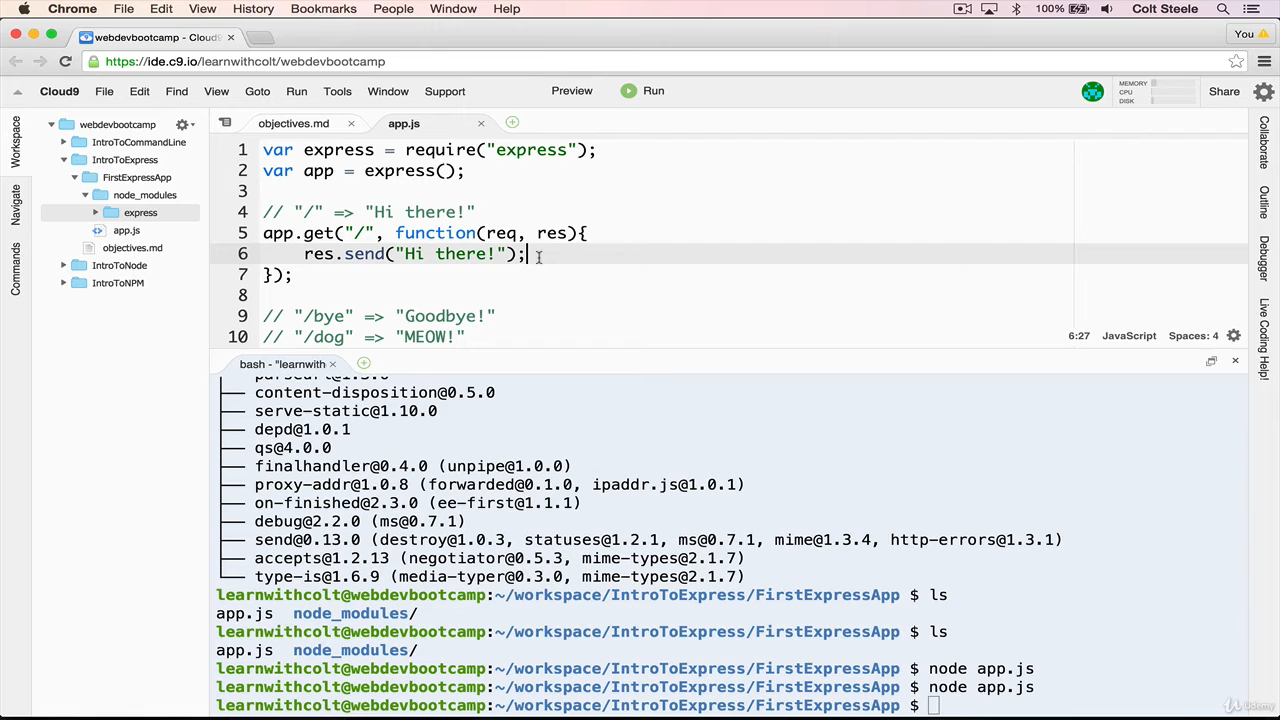 Chrome File Edit View History Bookmarks People Window Help 100% Colt Steele
webdevbootcamp - Cloud9 × You
https://ide.c9.io/learnwithcolt/webdevbootcamp
Cloud9 File Edit Find View Goto Run Tools Window Support Preview Run MEMORY CPU DISK Share
Workspace
Navigate
Commands
webdevbootcamp
IntroToCommandLine
IntroToExpress
FirstExpressApp
node_modules
express
app.js
objectives.md
IntroToNode
IntroToNPM
objectives.md × app.js ×
1 var express = require("express");
2 var app = express();
3
4 // "/" => "Hi there!"
5 app.get("/", function(req, res){
6 res.send("Hi there!");
7 });
8
9 // "/bye" => "Goodbye!"
10 // "/dog" => "MEOW!"
6:27 JavaScript Spaces: 4
bash - "learnwith ×
├── parseurl@1.3.0
├── content-disposition@0.5.0
├── serve-static@1.10.0
├── depd@1.0.1
├── qs@4.0.0
├── finalhandler@0.4.0 (unpipe@1.0.0)
├── proxy-addr@1.0.8 (forwarded@0.1.0, ipaddr.js@1.0.1)
├── on-finished@2.3.0 (ee-first@1.1.1)
├── debug@2.2.0 (ms@0.7.1)
├── send@0.13.0 (destroy@1.0.3, statuses@1.2.1, ms@0.7.1, mime@1.3.4, http-errors@1.3.1)
├── accepts@1.2.13 (negotiator@0.5.3, mime-types@2.1.7)
└── type-is@1.6.9 (media-typer@0.3.0, mime-types@2.1.7)
learnwithcolt@webdevbootcamp:~/workspace/IntroToExpress/FirstExpressApp $ ls
app.js node_modules/
learnwithcolt@webdevbootcamp:~/workspace/IntroToExpress/FirstExpressApp $ ls
app.js node_modules/
learnwithcolt@webdevbootcamp:~/workspace/IntroToExpress/FirstExpressApp $ node app.js
learnwithcolt@webdevbootcamp:~/workspace/IntroToExpress/FirstExpressApp $ node app.js
learnwithcolt@webdevbootcamp:~/workspace/IntroToExpress/FirstExpressApp $
Collaborate
Outline
Debugger
Live Coding Help!
Udemy